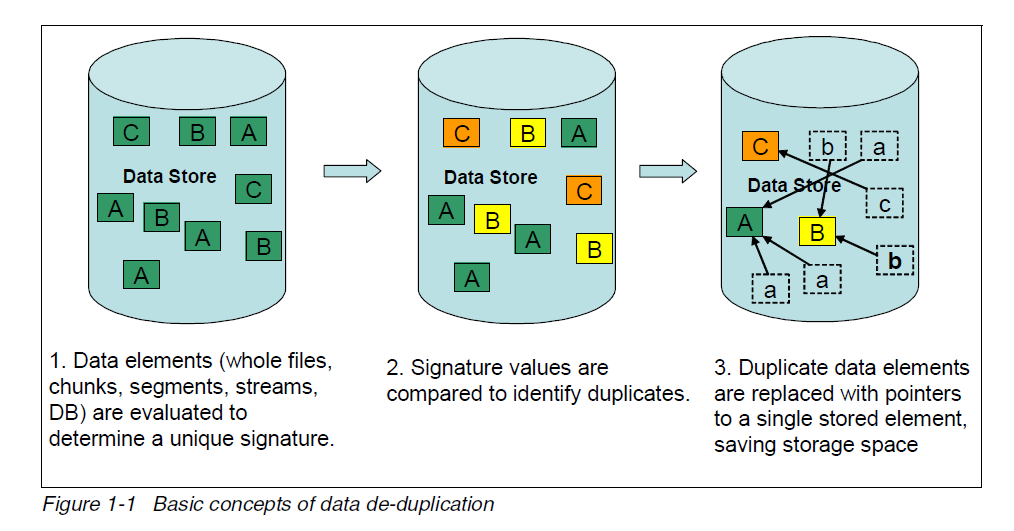 C B A
Data Store
C
A
B
A
B
A
C B A
Data Store
C
A
B
A
B
A
C b a
Data Store
c
A
B
b
a
a
1. Data elements (whole files,
chunks, segments, streams,
DB) are evaluated to
determine a unique signature.
2. Signature values are
compared to identify duplicates.
3. Duplicate data elements
are replaced with pointers
to a single stored element,
saving storage space
Figure 1-1 Basic concepts of data de-duplication